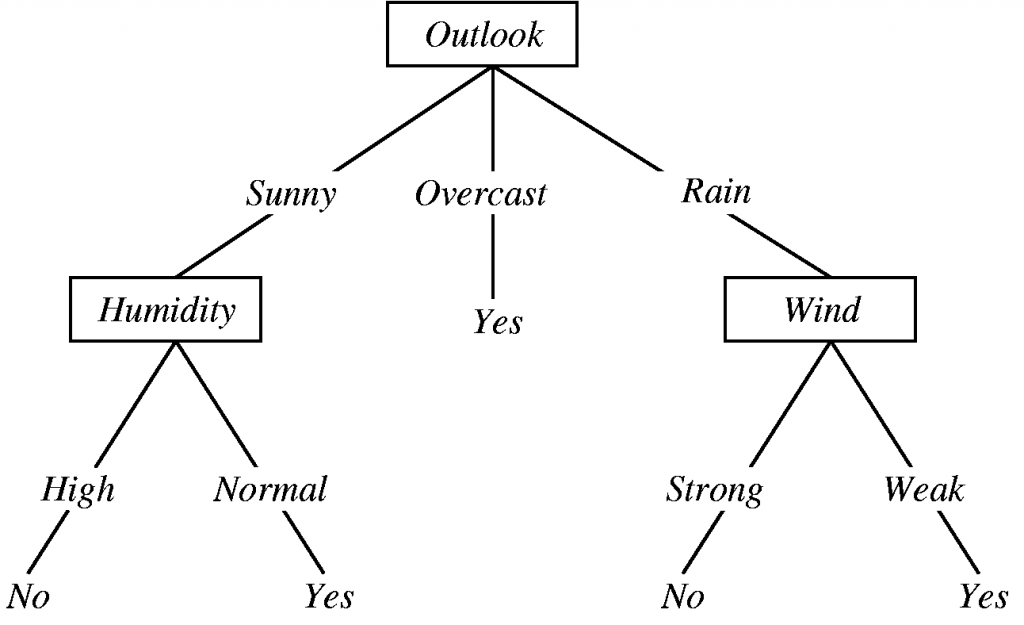 Outlook
Sunny Overcast Rain
Humidity Yes Wind
High Normal Strong Weak
No Yes No Yes